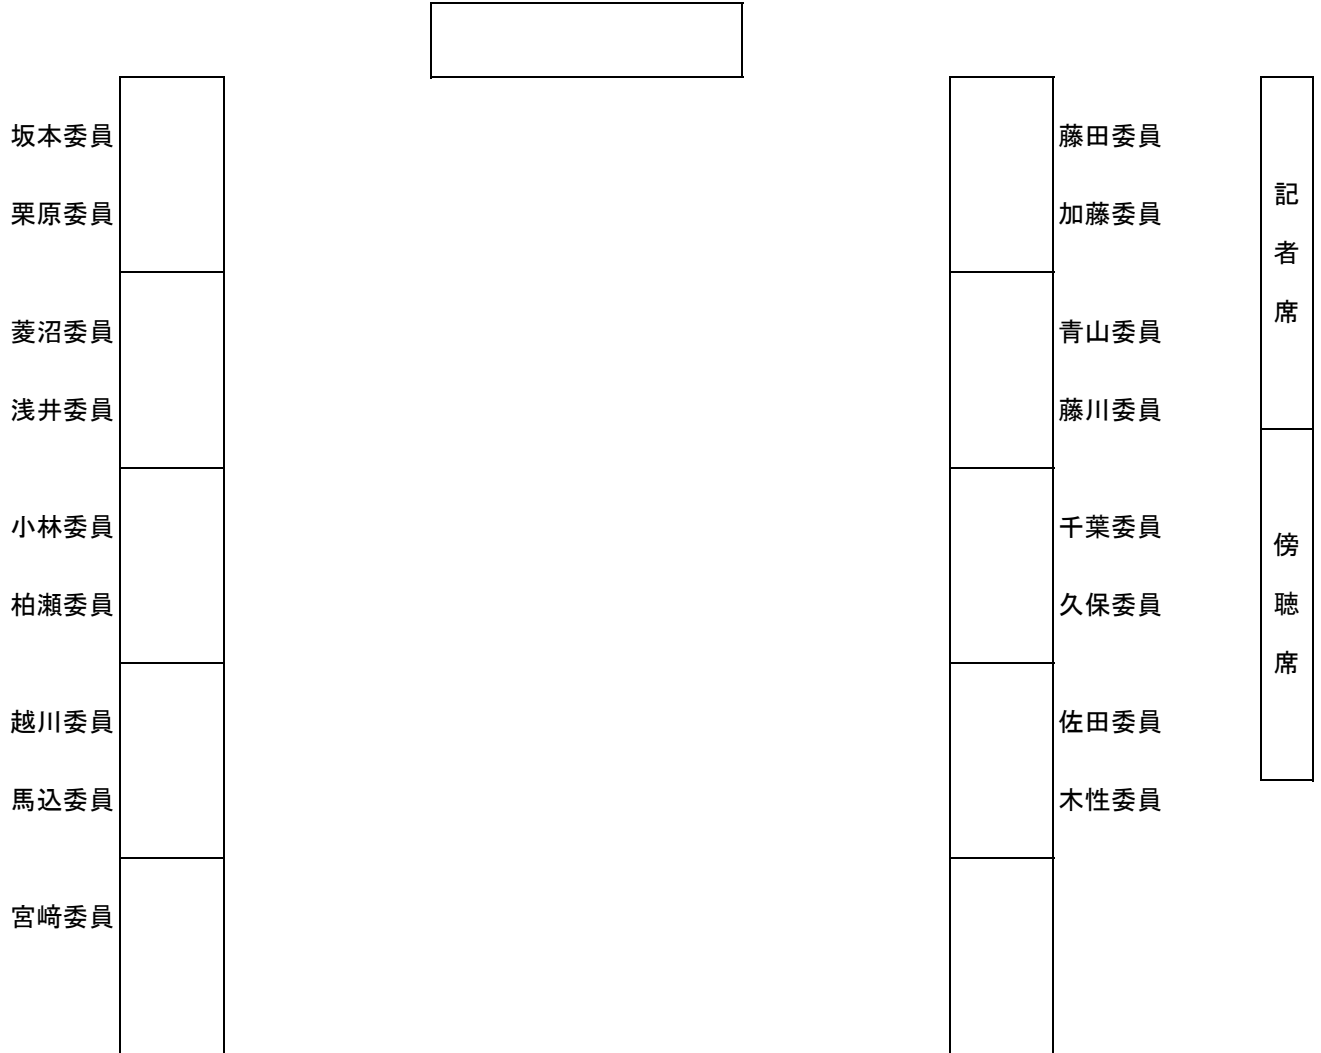 坂本委員
栗原委員
菱沼委員
浅井委員
小林委員
柏瀬委員
越川委員
馬込委員
宮﨑委員
藤田委員
加藤委員
青山委員
藤川委員
千葉委員
久保委員
佐田委員
木性委員
記者席
傍聴席